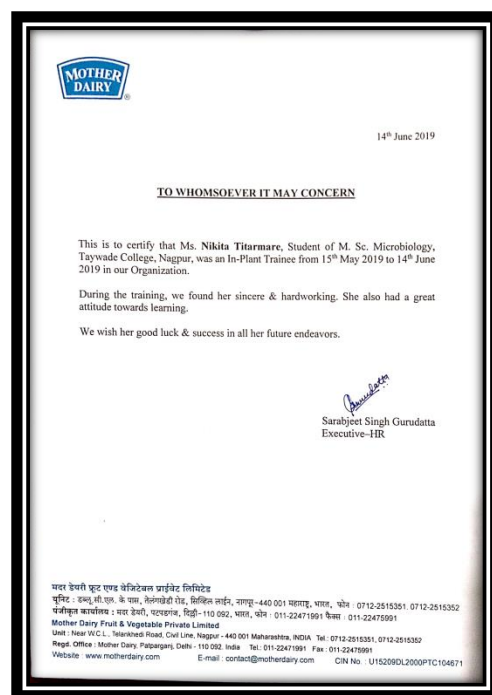 MOTHER
DAIRY
®
14th June 2019
TO WHOMSOEVER IT MAY CONCERN
This is to certify that Ms. Nikita Titarmare, Student of M. Sc. Microbiology,
Taywade College, Nagpur, was an In-Plant Trainee from 15th May 2019 to 14th June
2019 in our Organization.
During the training, we found her sincere & hardworking. She also had a great
attitude towards learning.
We wish her good luck & success in all her future endeavors.
Gurudatta
Sarabjeet Singh Gurudatta
Executive–HR
मदर डेयरी फ्रूट एण्ड वेजिटेबल प्राईवेट लिमिटेड
यूनिट : डब्लू.सी.एल. के पास, तेलंगखेडी रोड, सिव्हिल लाईन, नागपूर-440 001 महाराष्ट्र, भारत, फोन : 0712-2515351, 0712-2515352
पंजीकृत कार्यालय : मदर डेयरी, पटपडगंज, दिल्ली-110 092, भारत, फोन : 011-22471991 फैक्स : 011-22475991
Mother Dairy Fruit & Vegetable Private Limited
Unit : Near W.C.L., Telankhedi Road, Civil Line, Nagpur - 440 001 Maharashtra, INDIA Tel.: 0712-2515351, 0712-2515352
Regd. Office : Mother Dairy, Patparganj, Delhi - 110 092. India Tel.: 011-22471991 Fax : 011-22475991
Website : www.motherdairy.com E-mail : contact@motherdairy.com CIN No. : U15209DL2000PTC104671